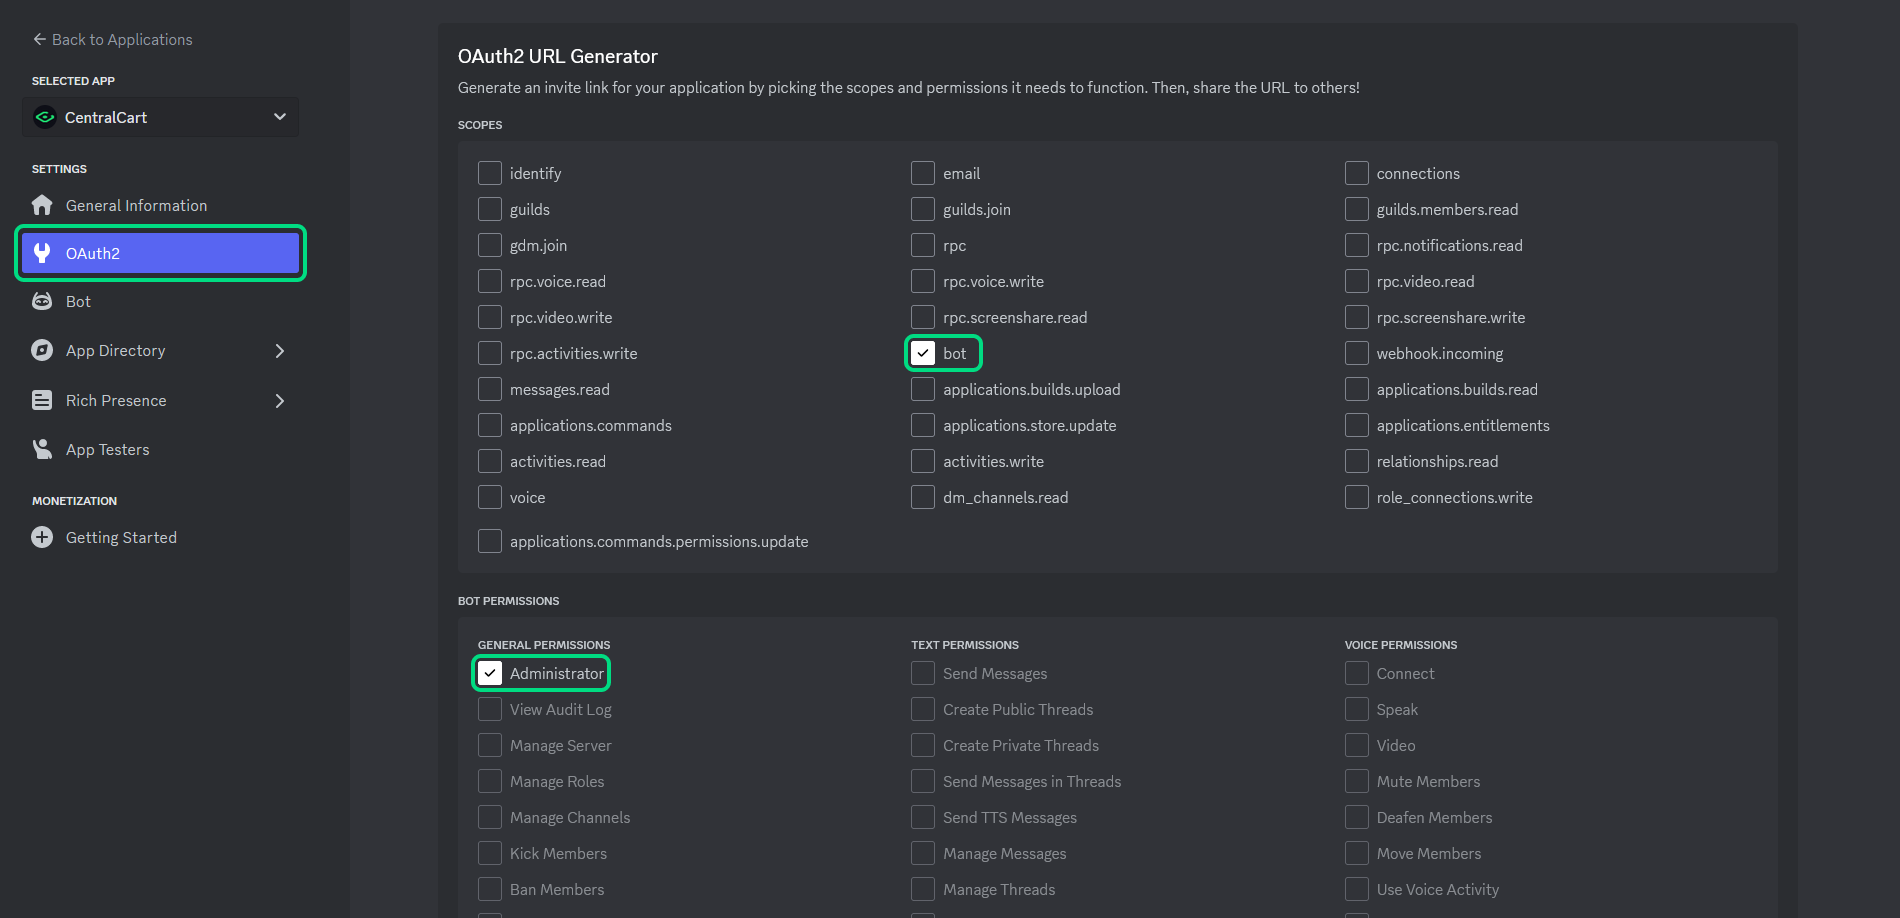 Back to Applications
SELECTED APP
CentralCart
SETTINGS
General Information
OAuth2
Bot
App Directory
Rich Presence
App Testers
MONETIZATION
Getting Started
OAuth2 URL Generator
Generate an invite link for your application by picking the scopes and permissions it needs to function. Then, share the URL to others!
SCOPES
identify email connections
guilds guilds.join guilds.members.read
gdm.join rpc rpc.notifications.read
rpc.voice.read rpc.voice.write rpc.video.read
rpc.video.write rpc.screenshare.read rpc.screenshare.write
rpc.activities.write bot webhook.incoming
messages.read applications.builds.upload applications.builds.read
applications.commands applications.store.update applications.entitlements
activities.read activities.write relationships.read
voice dm_channels.read role_connections.write
applications.commands.permissions.update
BOT PERMISSIONS
GENERAL PERMISSIONS TEXT PERMISSIONS VOICE PERMISSIONS
Administrator Send Messages Connect
View Audit Log Create Public Threads Speak
Manage Server Create Private Threads Video
Manage Roles Send Messages in Threads Mute Members
Manage Channels Send TTS Messages Deafen Members
Kick Members Manage Messages Move Members
Ban Members Manage Threads Use Voice Activity